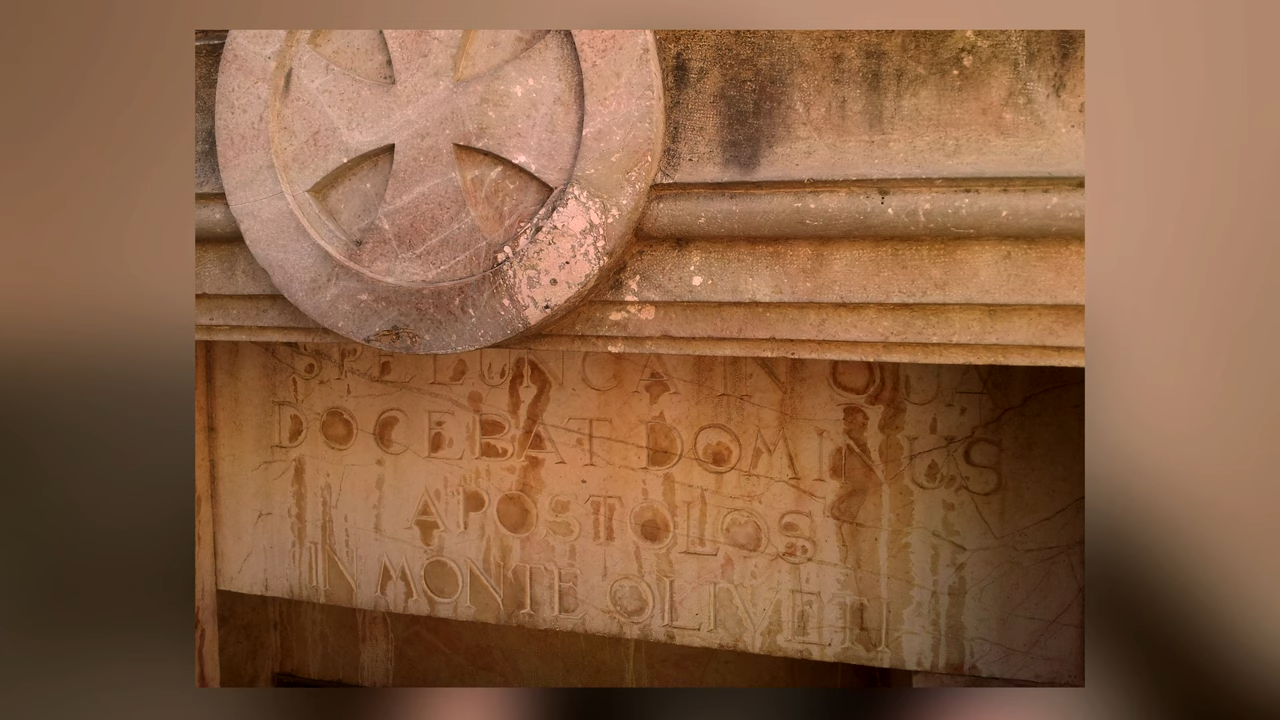 SPELUNCA IN QUA
DOCEBAT DOMINUS
APOSTOLOS
IN MONTE OLIVETI